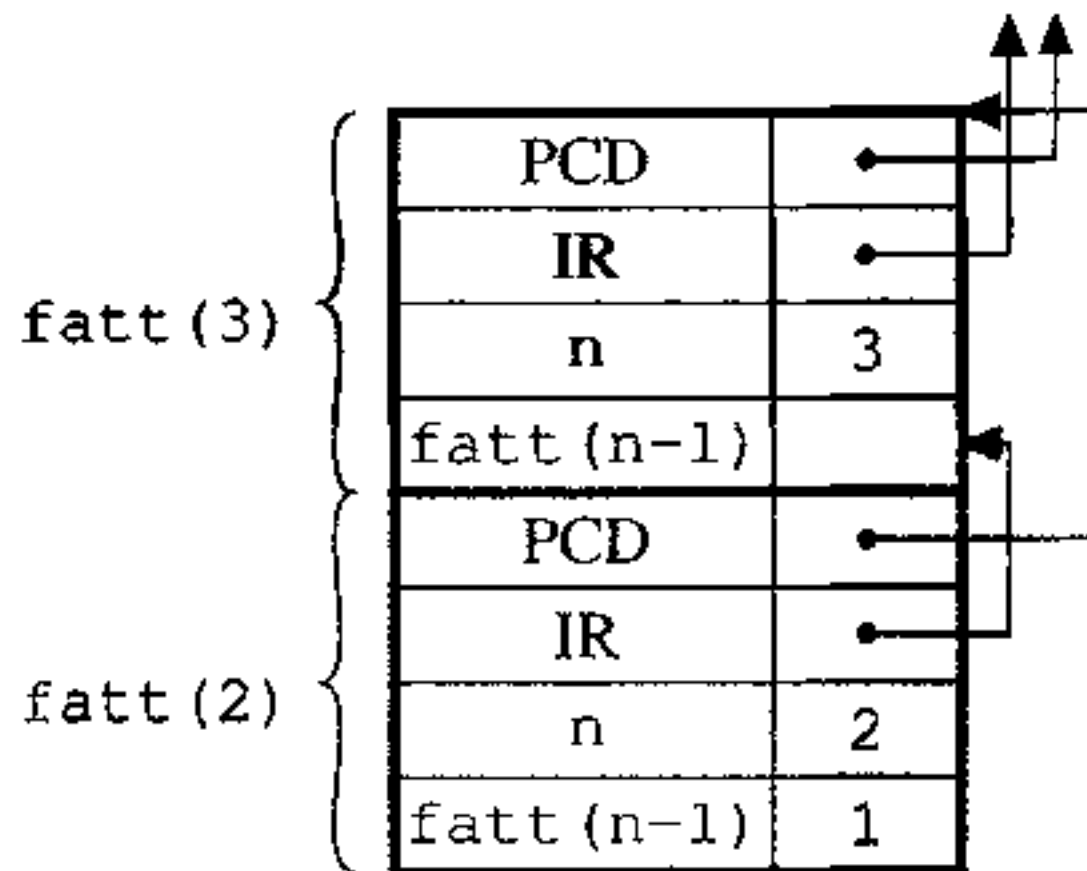 PCD
IR
fatt(3)
n 3
fatt(n-1)
PCD
IR
fatt(2)
n 2
fatt(n-1) 1